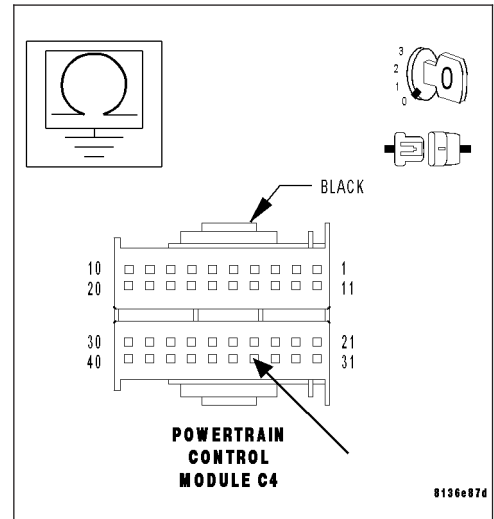 3
2
1
0
BLACK
10 1
20 11
30 21
40 31
POWERTRAIN
CONTROL
MODULE C4
8136e87d